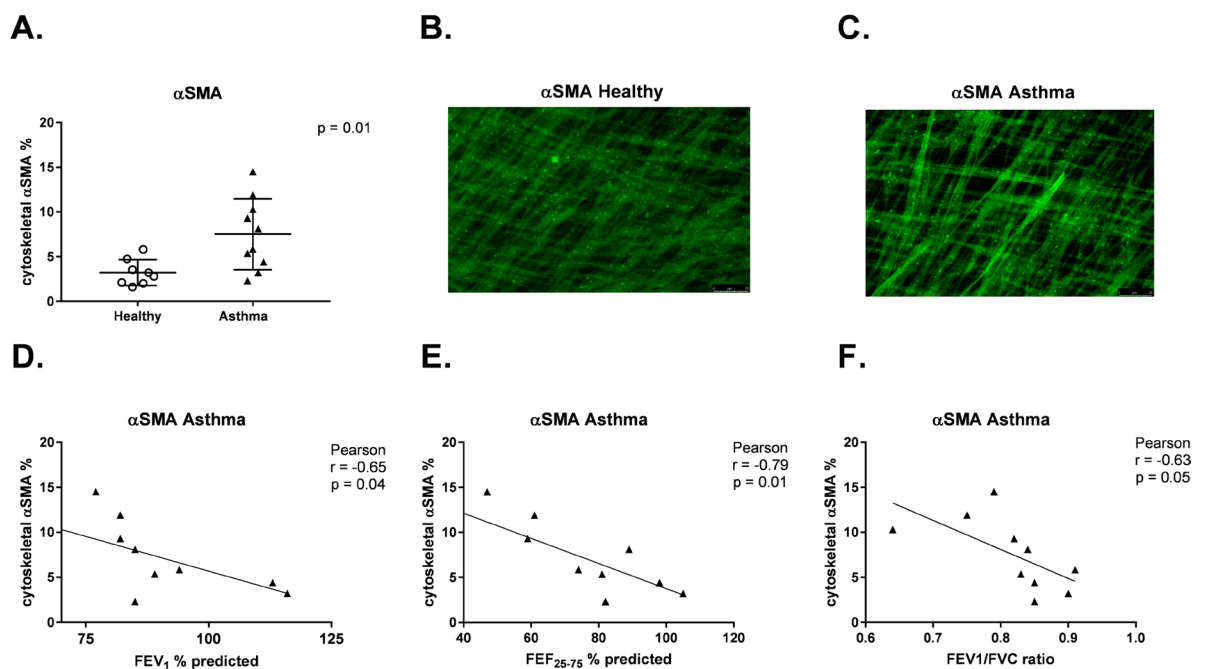 A.
B.
C.
αSMA
αSMA Healthy
αSMA Asthma
p = 0.01
cytoskeletal αSMA %
20
15
10
5
0
Healthy
Asthma
D.
E.
F.
αSMA Asthma
αSMA Asthma
αSMA Asthma
Pearson
r = -0.65
p = 0.04
cytoskeletal αSMA %
20
15
10
5
0
75
100
125
FEV₁ % predicted
Pearson
r = -0.79
p = 0.01
cytoskeletal αSMA %
20
15
10
5
0
40
60
80
100
120
FEF₂₅₋₇₅ % predicted
Pearson
r = -0.63
p = 0.05
cytoskeletal αSMA %
20
15
10
5
0
0.6
0.7
0.8
0.9
1.0
FEV1/FVC ratio